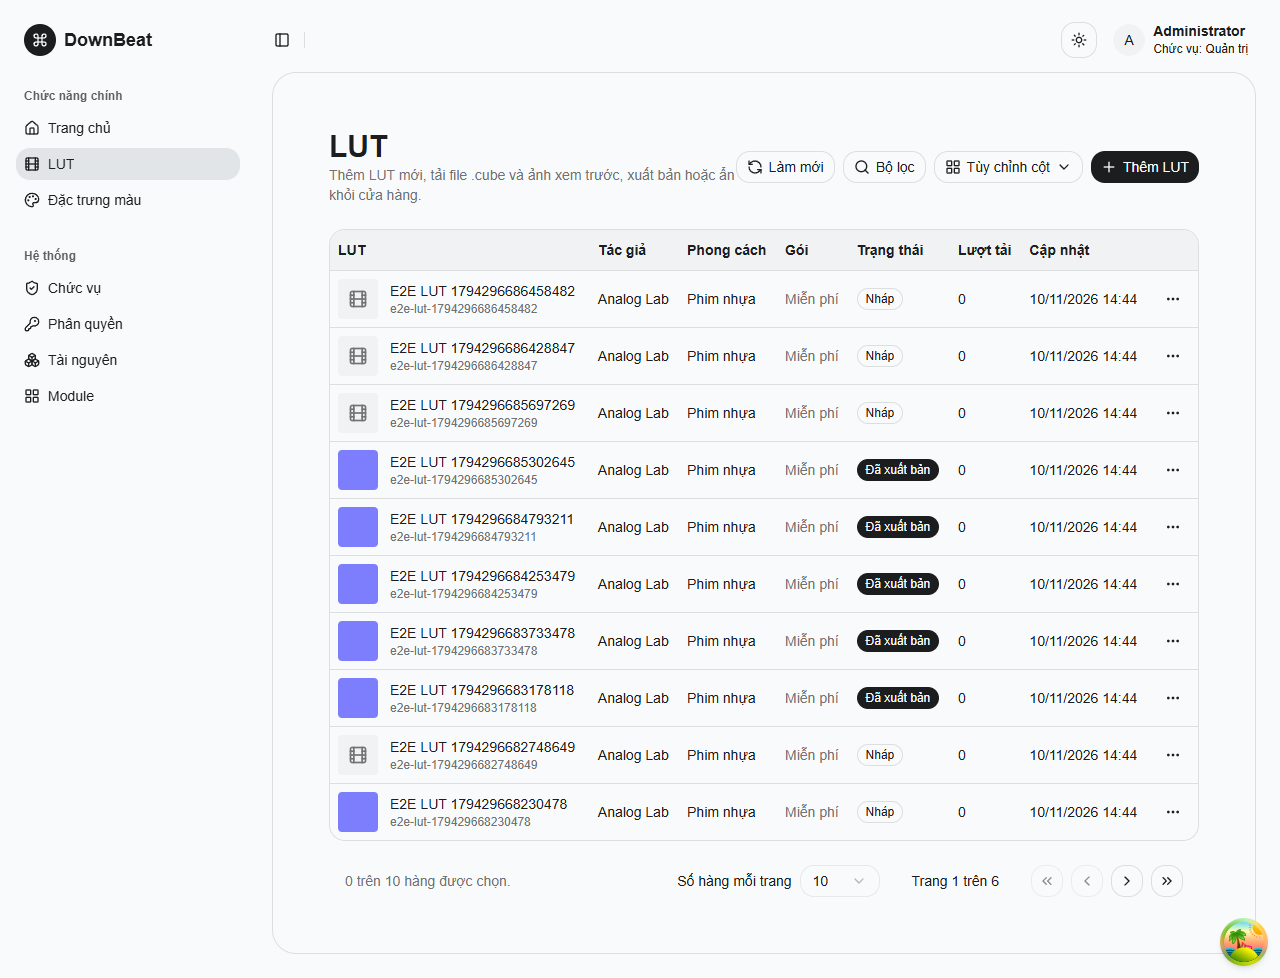 DownBeat
Administrator
A
Chức vụ: Quản trị
Chức năng chính
Trang chủ
LUT
Đặc trưng màu
Hệ thống
Chức vụ
Phân quyền
Tài nguyên
Module
LUT
Thêm LUT mới, tải file .cube và ảnh xem trước, xuất bản hoặc ẩn
khỏi cửa hàng.
Làm mới
Bộ lọc
Tùy chỉnh cột
Thêm LUT
LUT Tác giả Phong cách Gói Trạng thái Lượt tải Cập nhật
E2E LUT 1794296686458482
e2e-lut-1794296686458482
Analog Lab Phim nhựa Miễn phí Nháp 0 10/11/2026 14:44
E2E LUT 1794296686428847
e2e-lut-1794296686428847
Analog Lab Phim nhựa Miễn phí Nháp 0 10/11/2026 14:44
E2E LUT 1794296685697269
e2e-lut-1794296685697269
Analog Lab Phim nhựa Miễn phí Nháp 0 10/11/2026 14:44
E2E LUT 1794296685302645
e2e-lut-1794296685302645
Analog Lab Phim nhựa Miễn phí Đã xuất bản 0 10/11/2026 14:44
E2E LUT 1794296684793211
e2e-lut-1794296684793211
Analog Lab Phim nhựa Miễn phí Đã xuất bản 0 10/11/2026 14:44
E2E LUT 1794296684253479
e2e-lut-1794296684253479
Analog Lab Phim nhựa Miễn phí Đã xuất bản 0 10/11/2026 14:44
E2E LUT 1794296683733478
e2e-lut-1794296683733478
Analog Lab Phim nhựa Miễn phí Đã xuất bản 0 10/11/2026 14:44
E2E LUT 1794296683178118
e2e-lut-1794296683178118
Analog Lab Phim nhựa Miễn phí Đã xuất bản 0 10/11/2026 14:44
E2E LUT 1794296682748649
e2e-lut-1794296682748649
Analog Lab Phim nhựa Miễn phí Nháp 0 10/11/2026 14:44
E2E LUT 179429668230478
e2e-lut-179429668230478
Analog Lab Phim nhựa Miễn phí Nháp 0 10/11/2026 14:44
0 trên 10 hàng được chọn.
Số hàng mỗi trang
10
Trang 1 trên 6